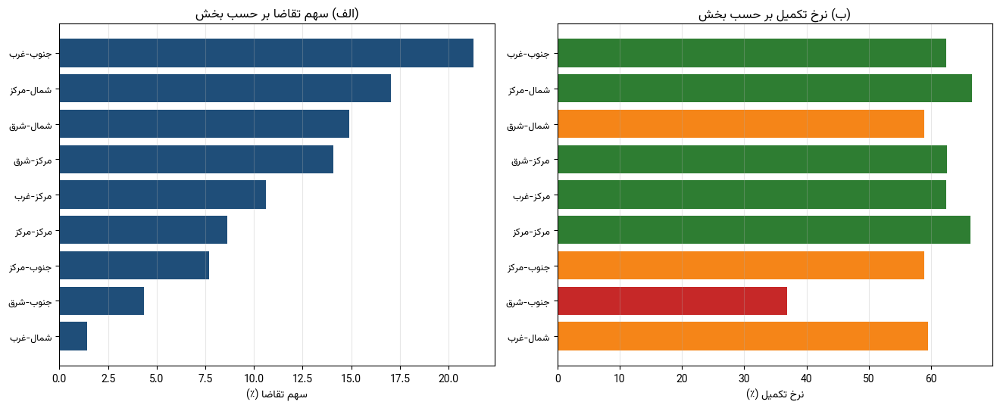 (الف) سهم تقاضا بر حسب بخش
جنوب-غرب
شمال-مرکز
شمال-شرق
مرکز-شرق
مرکز-غرب
مرکز-مرکز
جنوب-مرکز
جنوب-شرق
شمال-غرب
0.0 2.5 5.0 7.5 10.0 12.5 15.0 17.5 20.0
سهم تقاضا (٪)
(ب) نرخ تکمیل بر حسب بخش
جنوب-غرب
شمال-مرکز
شمال-شرق
مرکز-شرق
مرکز-غرب
مرکز-مرکز
جنوب-مرکز
جنوب-شرق
شمال-غرب
0 10 20 30 40 50 60
نرخ تکمیل (٪)